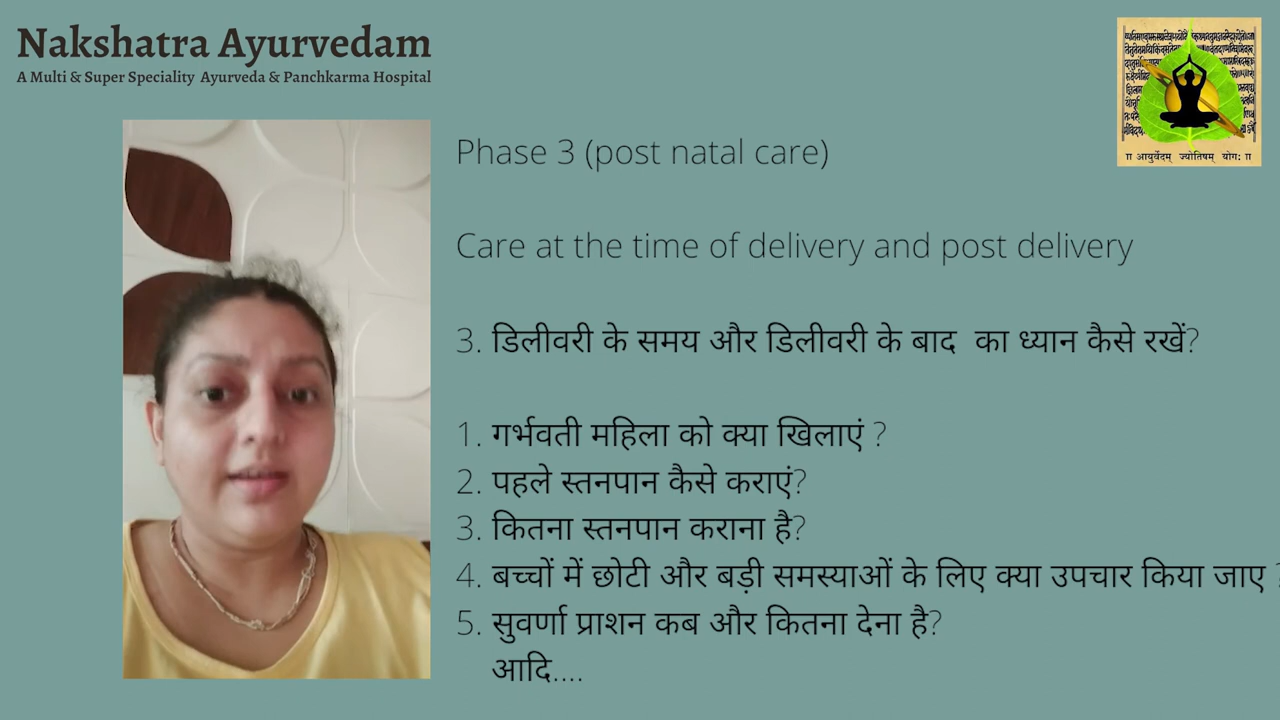 Nakshatra Ayurvedam
A Multi & Super Speciality Ayurveda & Panchkarma Hospital
॥ आयुर्वेदम् ज्योतिषम् योगः ॥
Phase 3 (post natal care)
Care at the time of delivery and post delivery
3. डिलीवरी के समय और डिलीवरी के बाद का ध्यान कैसे रखें?
1. गर्भवती महिला को क्या खिलाएं ?
2. पहले स्तनपान कैसे कराएं?
3. कितना स्तनपान कराना है?
4. बच्चों में छोटी और बड़ी समस्याओं के लिए क्या उपचार किया जाए ?
5. सुवर्णा प्राशन कब और कितना देना है?
आदि....